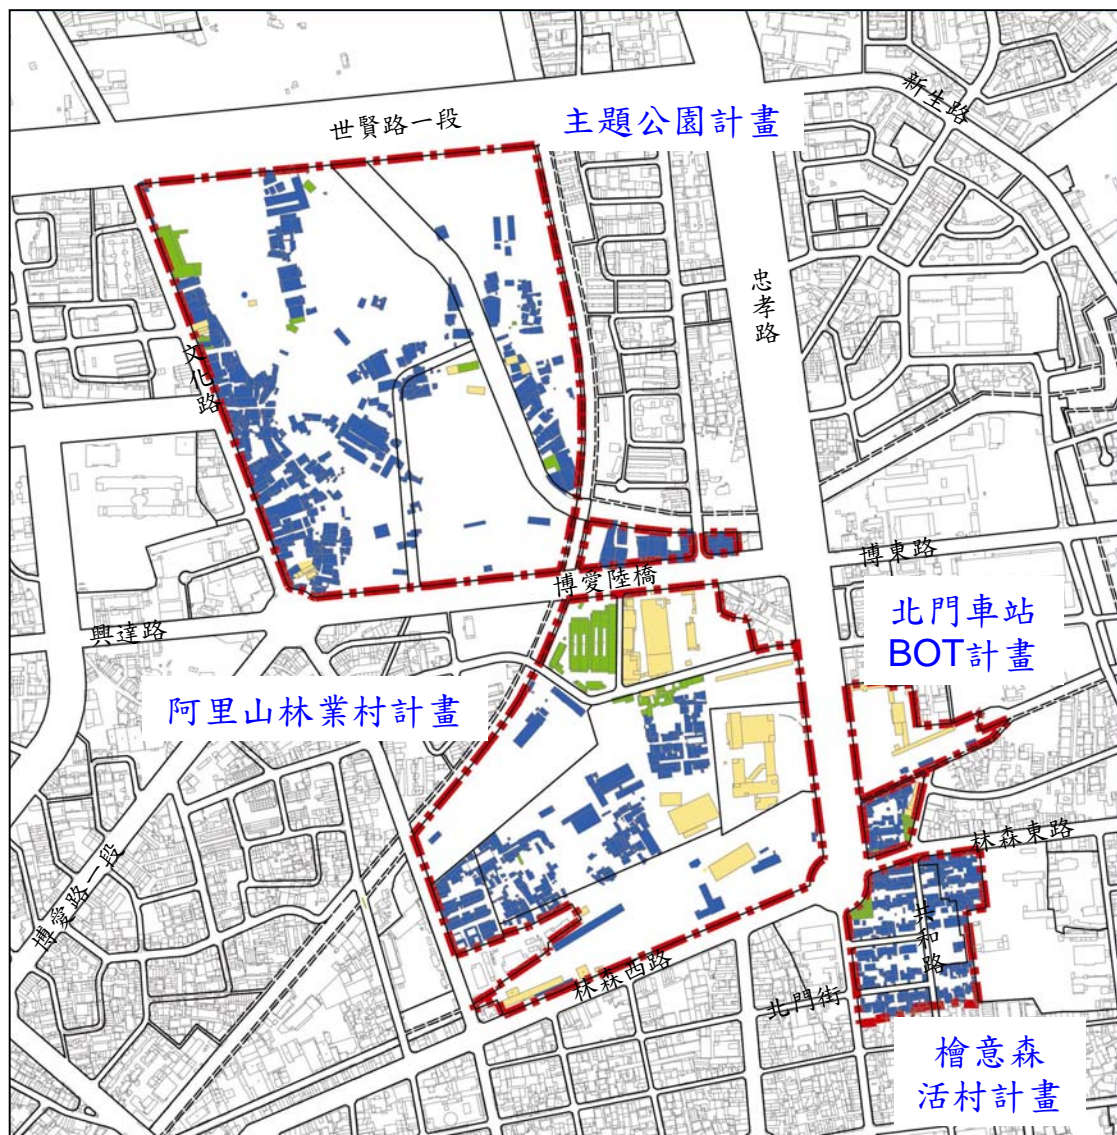 新生路
主題公園計畫
世賢路一段
忠孝路
文化路
博東路
博愛陸橋
北門車站
BOT計畫
興達路
阿里山林業村計畫
林森東路
博愛路一段
共和路
林森西路
北門街
檜意森
活村計畫